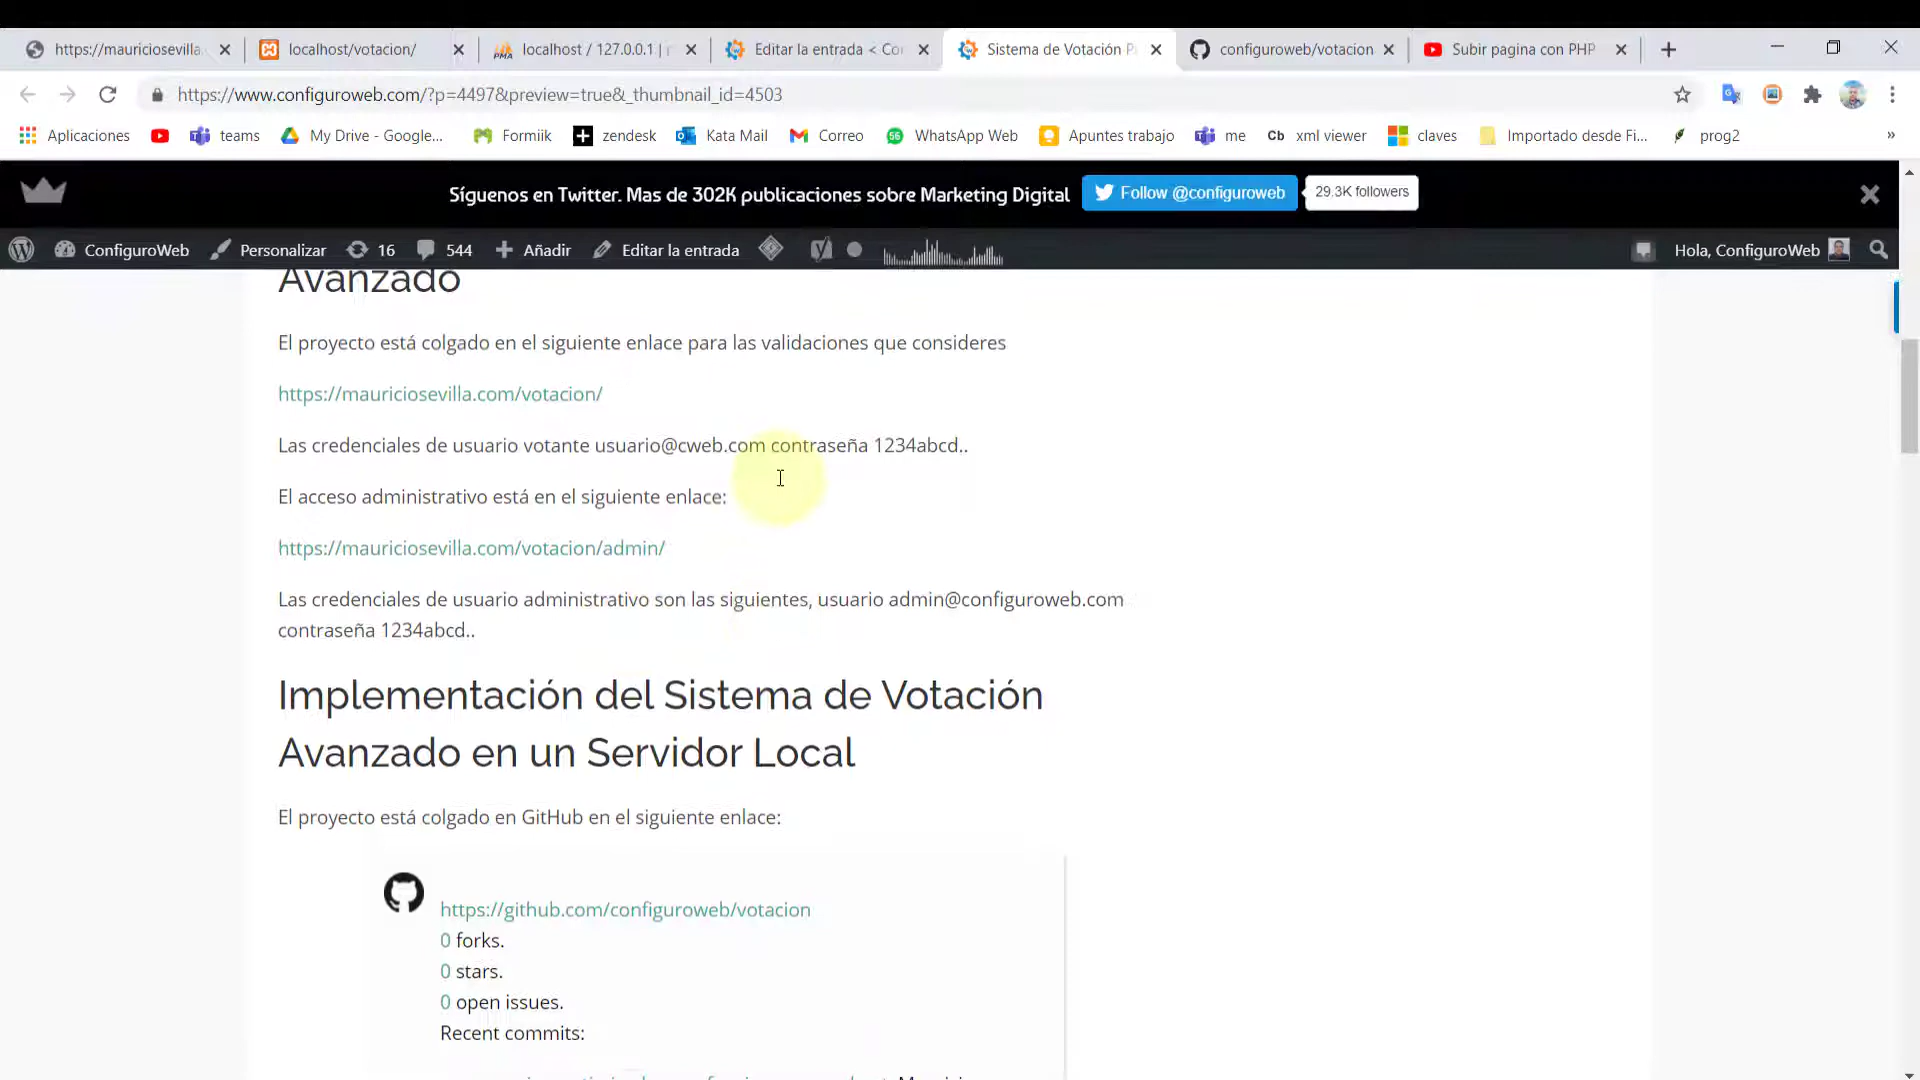 https://mauriciosevilla.
localhost/votacion/
localhost / 127.0.0.1 |
Editar la entrada < Co
Sistema de Votación P
configuroweb/votacion
Subir pagina con PHP
https://www.configuroweb.com/?p=4497&preview=true&_thumbnail_id=4503
Aplicaciones
teams
My Drive - Google...
Formiik
zendesk
Kata Mail
Correo
56
WhatsApp Web
Apuntes trabajo
me
Cb
xml viewer
claves
Importado desde Fi...
prog2
»
Síguenos en Twitter. Mas de 302K publicaciones sobre Marketing Digital
Follow @configuroweb
29.3K followers
ConfiguroWeb
Personalizar
16
544
Añadir
Editar la entrada
Hola, ConfiguroWeb
Avanzado
El proyecto está colgado en el siguiente enlace para las validaciones que consideres
https://mauriciosevilla.com/votacion/
Las credenciales de usuario votante usuario@cweb.com contraseña 1234abcd..
El acceso administrativo está en el siguiente enlace:
https://mauriciosevilla.com/votacion/admin/
Las credenciales de usuario administrativo son las siguientes, usuario admin@configuroweb.com
contraseña 1234abcd..
Implementación del Sistema de Votación
Avanzado en un Servidor Local
El proyecto está colgado en GitHub en el siguiente enlace:
https://github.com/configuroweb/votacion
0 forks.
0 stars.
0 open issues.
Recent commits: